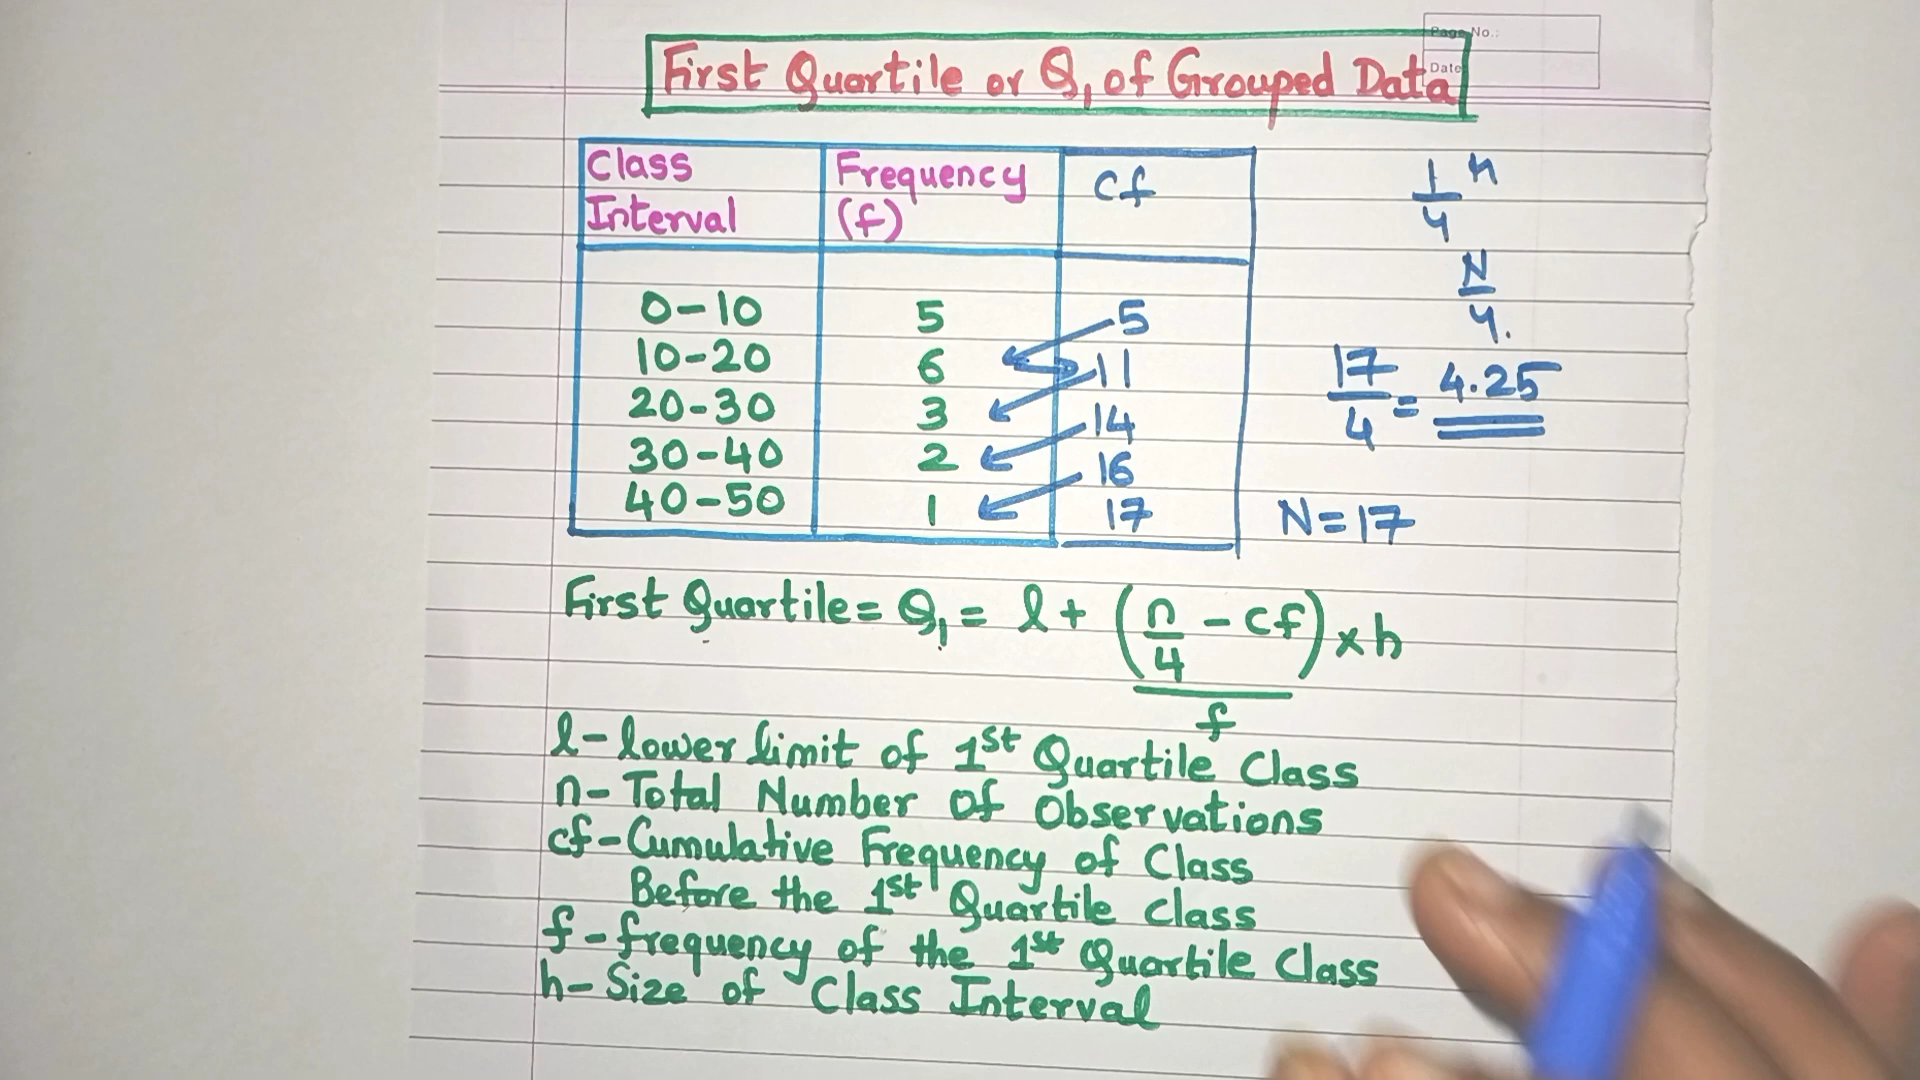 Page No.:
Date
First Quartile or Q₁ of Grouped Data
Class Interval | Frequency (f) | cf
0-10 | 5 | 5
10-20 | 6 | 11
20-30 | 3 | 14
30-40 | 2 | 16
40-50 | 1 | 17
1/4 n
N/4.
17/4 = 4.25
N=17
First Quartile = Q₁ = l + (n/4 - cf)/f × h
l - lower limit of 1st Quartile Class
n - Total Number of Observations
cf - Cumulative Frequency of Class
Before the 1st Quartile class
f - frequency of the 1st Quartile Class
h - Size of Class Interval